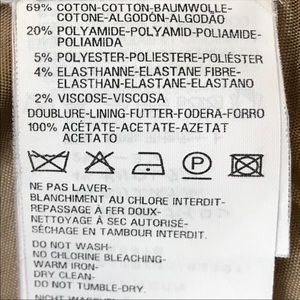 69% COTON-COTTON-BAUMWOLLE-
COTONE-ALGODÓN-ALGODÃO
20% POLYAMIDE-POLYAMID-POLIAMIDE-
POLIAMIDA
5% POLYESTER-POLIESTERE-POLIÉSTER
4% ELASTHANNE-ELASTANE FIBRE-
ELASTHAN-ELASTANE-ELASTANO
2% VISCOSE-VISCOSA
DOUBLURE-LINING-FUTTER-FODERA-FORRO
100% ACÉTATE-ACETATE-AZETAT
ACETATO
P
NE PAS LAVER-
BLANCHIMENT AU CHLORE INTERDIT-
REPASSAGE À FER DOUX-
NETTOYAGE À SEC AUTORISÉ-
SÉCHAGE EN TAMBOUR INTERDIT.
DO NOT WASH-
NO CHLORINE BLEACHING-
WARM IRON-
DRY CLEAN-
DO NOT TUMBLE-DRY.
NICHT WASCHEN-